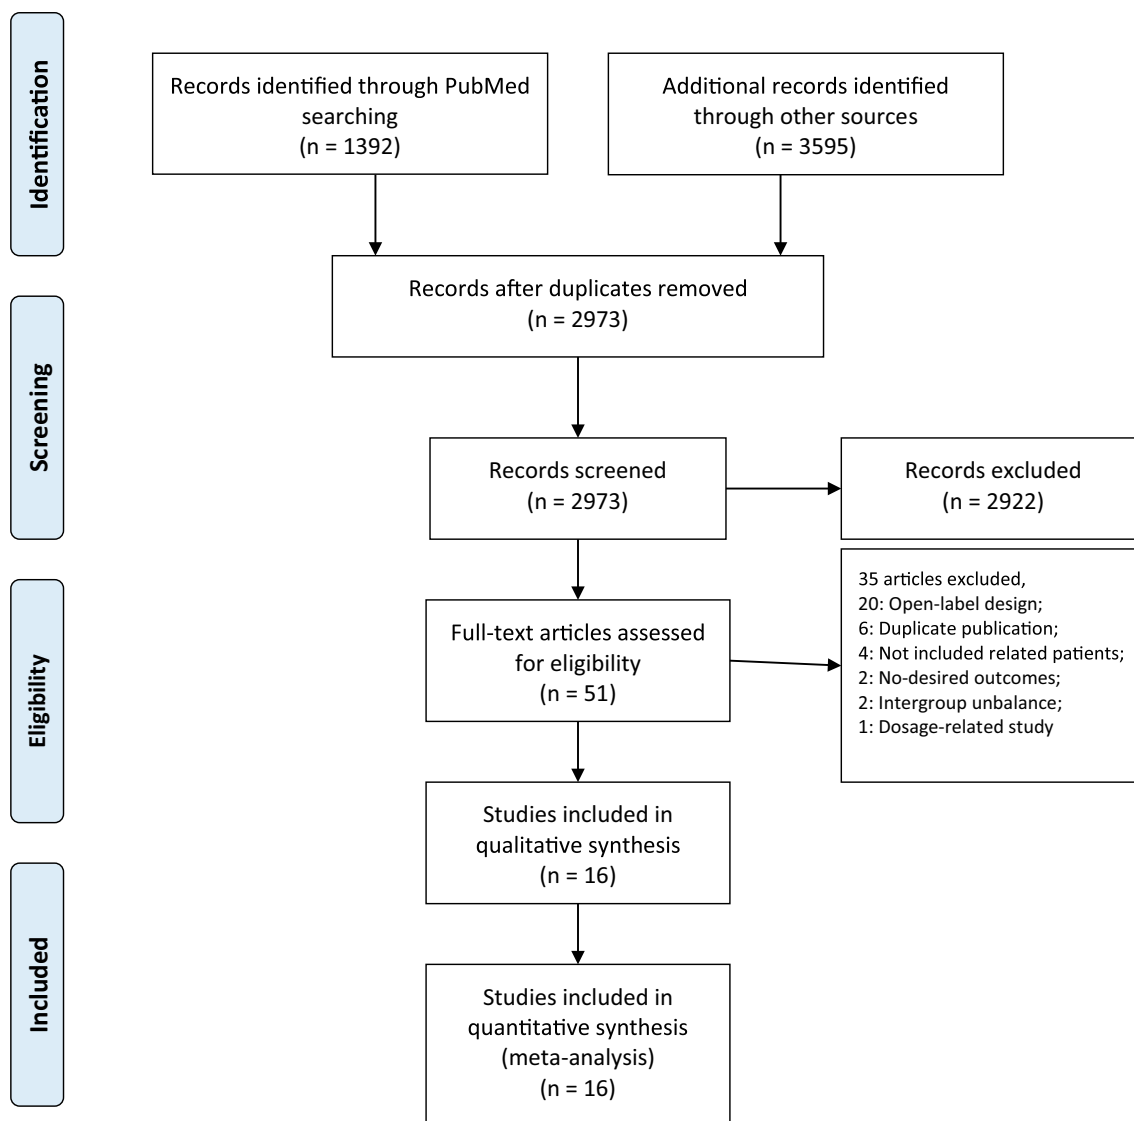 Identification
Records identified through PubMed
searching
(n = 1392)
Additional records identified
through other sources
(n = 3595)
Records after duplicates removed
(n = 2973)
Screening
Records screened
(n = 2973)
Records excluded
(n = 2922)
Eligibility
Full-text articles assessed
for eligibility
(n = 51)
35 articles excluded,
20: Open-label design;
6: Duplicate publication;
4: Not included related patients;
2: No-desired outcomes;
2: Intergroup unbalance;
1: Dosage-related study
Studies included in
qualitative synthesis
(n = 16)
Included
Studies included in
quantitative synthesis
(meta-analysis)
(n = 16)